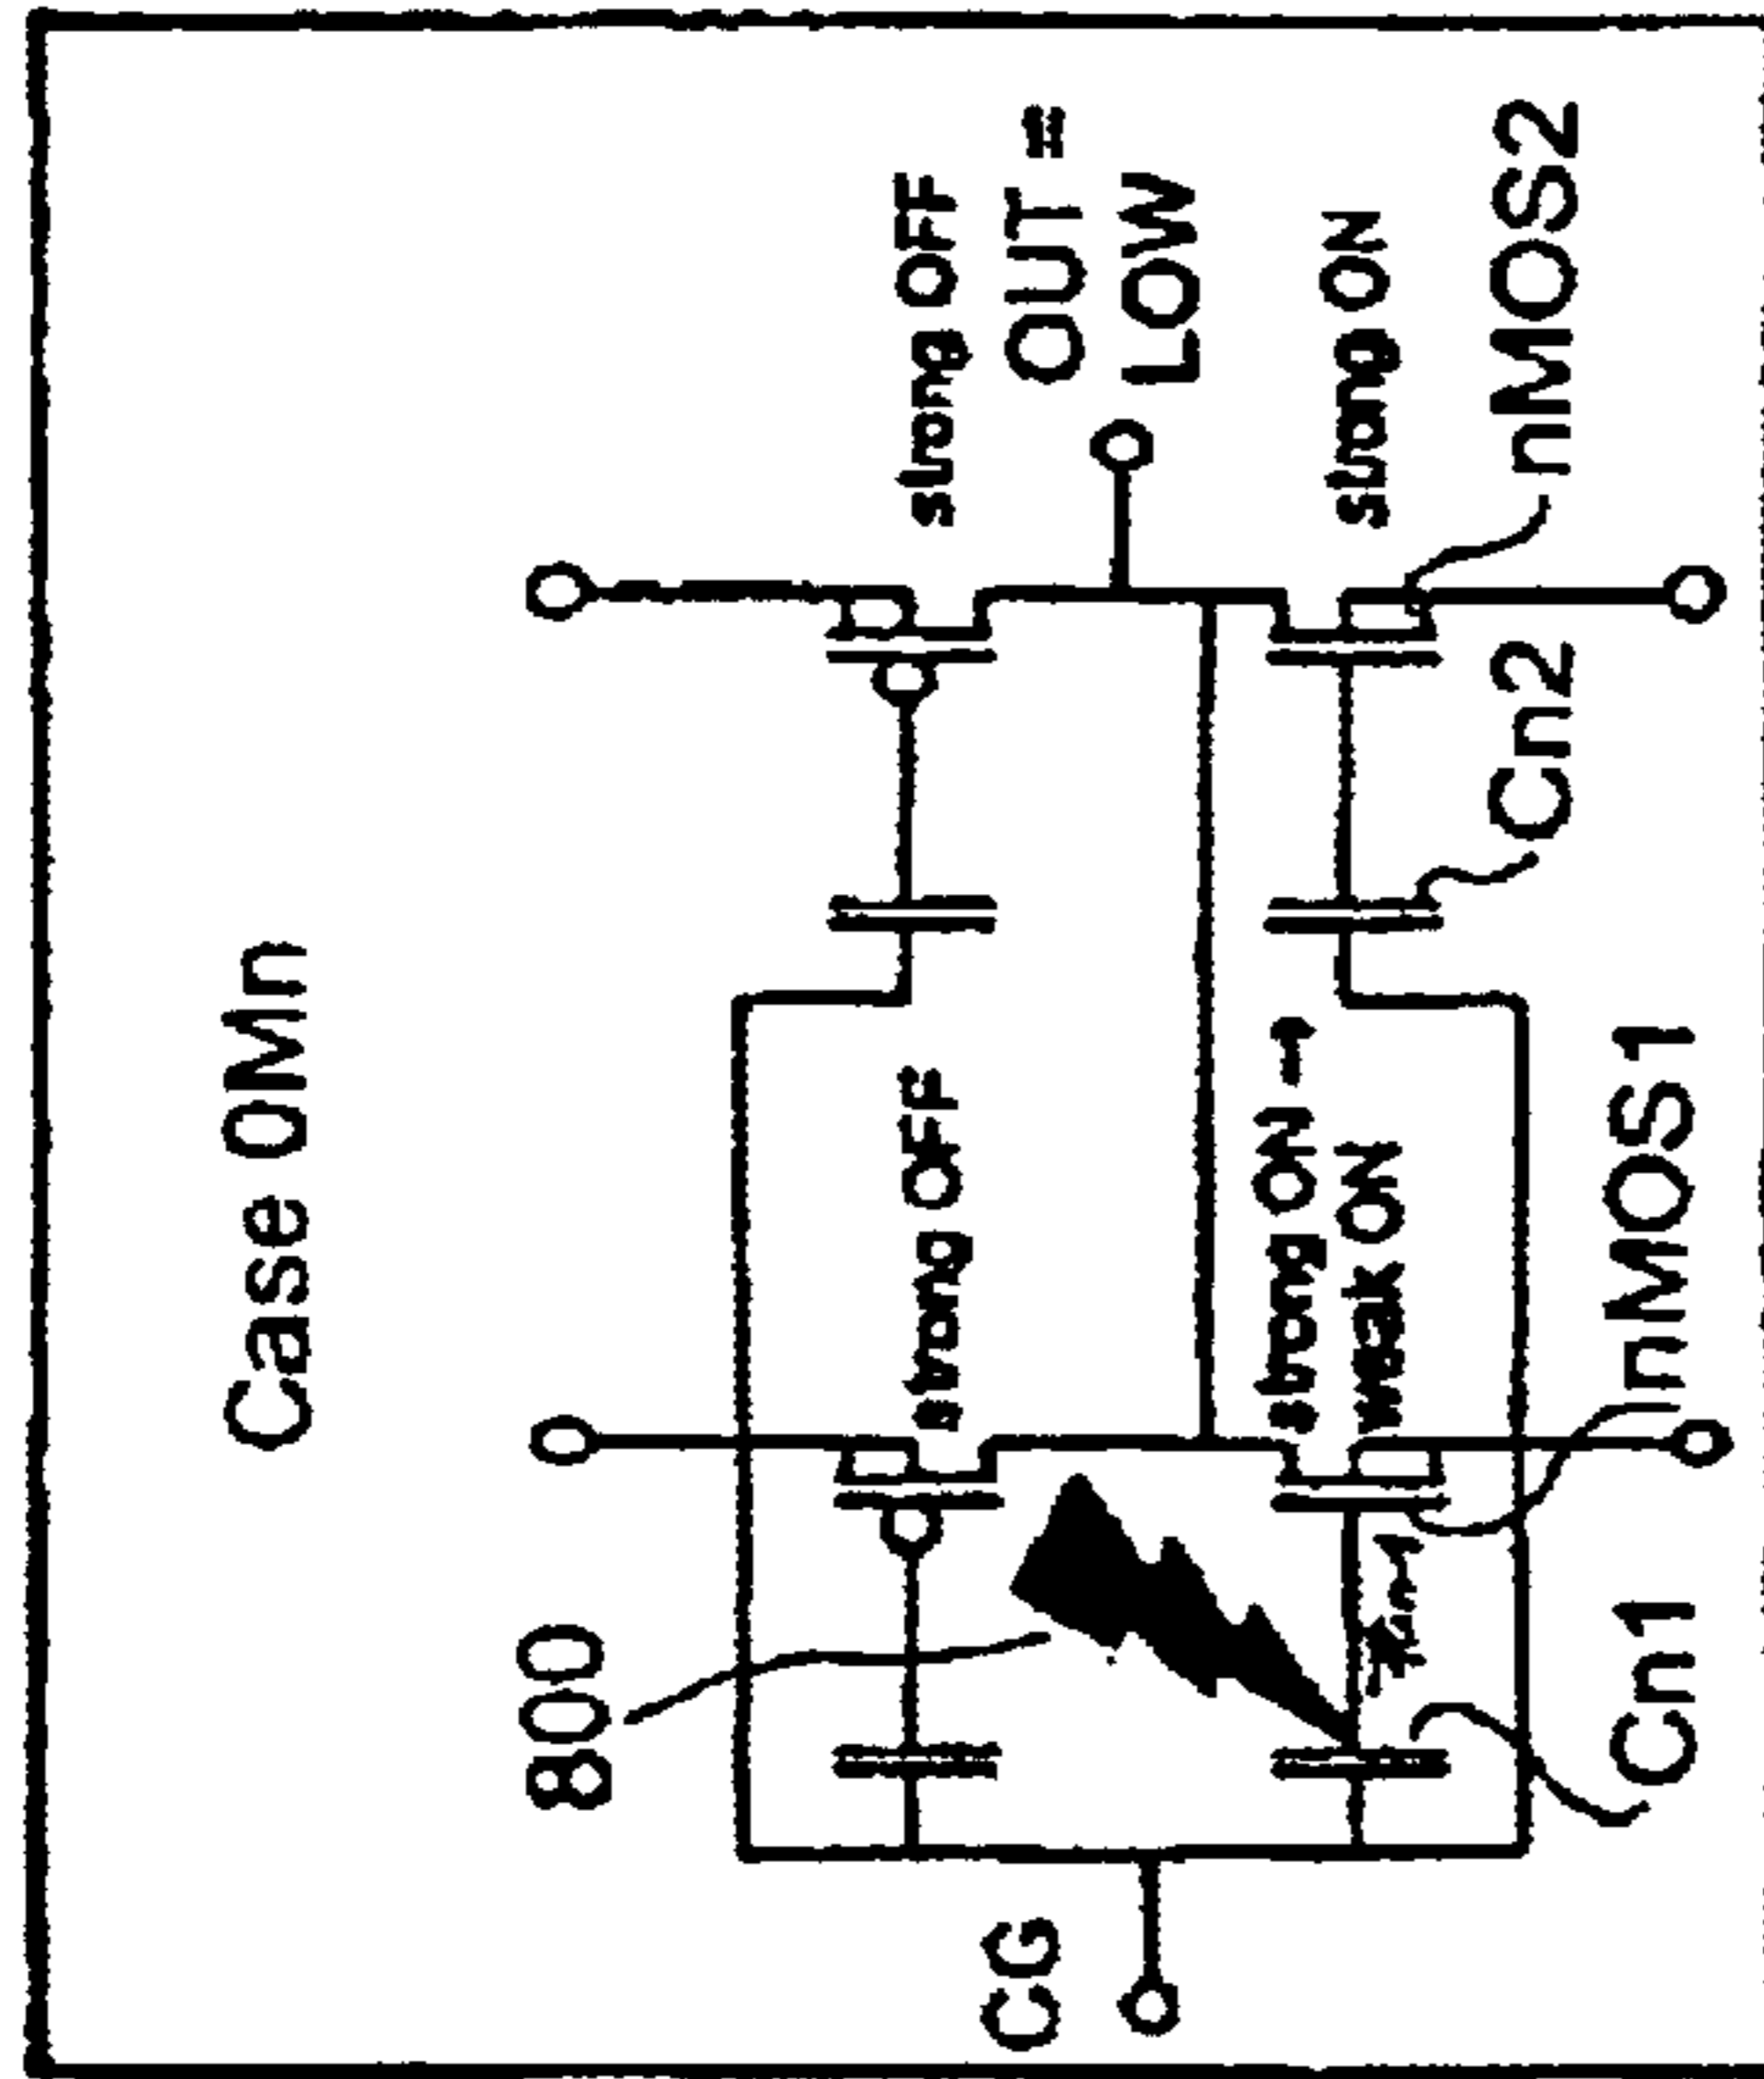 Case 0Mn
800
strong OFF
strong OFF
CG
OUT =
LOW
strong ON →
weak ON
strong ON
Cn1
nMOS1
Cn2
nMOS2